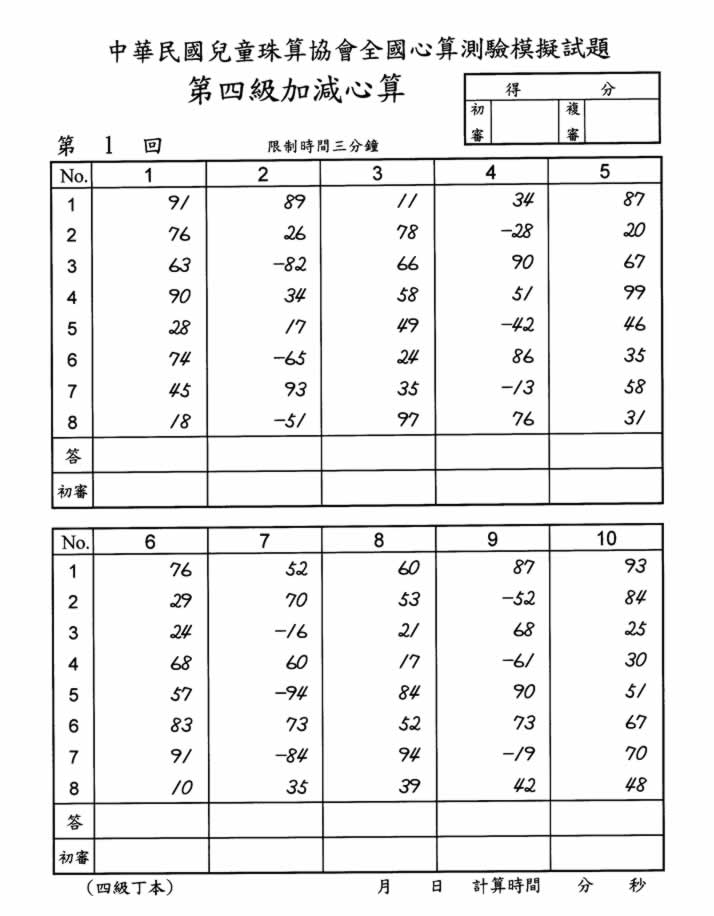 中華民國兒童珠算協會全國心算測驗模擬試題
第四級加減心算
得 分
初審 複審
第 1 回 限制時間三分鐘
No. 1 2 3 4 5
1 91 89 11 34 87
2 76 26 78 -28 20
3 63 -82 66 90 67
4 90 34 58 51 99
5 28 17 49 -42 46
6 74 -65 24 86 35
7 45 93 35 -13 58
8 18 -51 97 76 31
答
初審
No. 6 7 8 9 10
1 76 52 60 87 93
2 29 70 53 -52 84
3 24 -16 21 68 25
4 68 60 17 -61 30
5 57 -94 84 90 51
6 83 73 52 73 67
7 91 -84 94 -19 70
8 10 35 39 42 48
答
初審
(四級丁本) 月 日 計算時間 分 秒